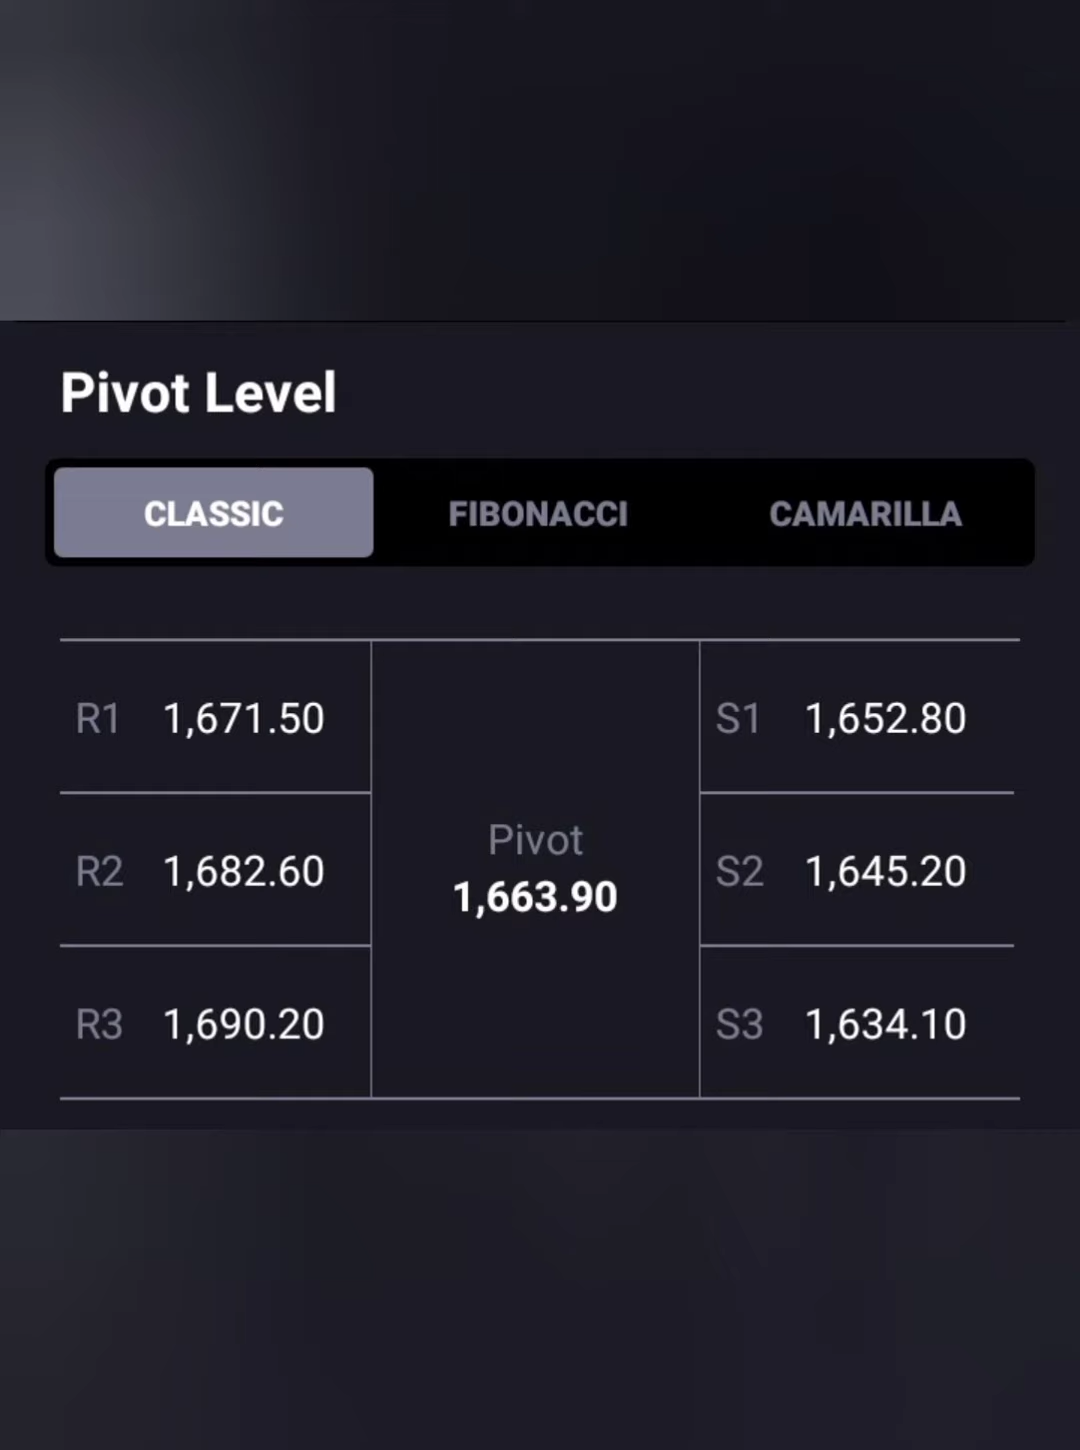 Pivot Level
CLASSIC FIBONACCI CAMARILLA
R1 1,671.50 S1 1,652.80
Pivot
R2 1,682.60 1,663.90 S2 1,645.20
R3 1,690.20 S3 1,634.10